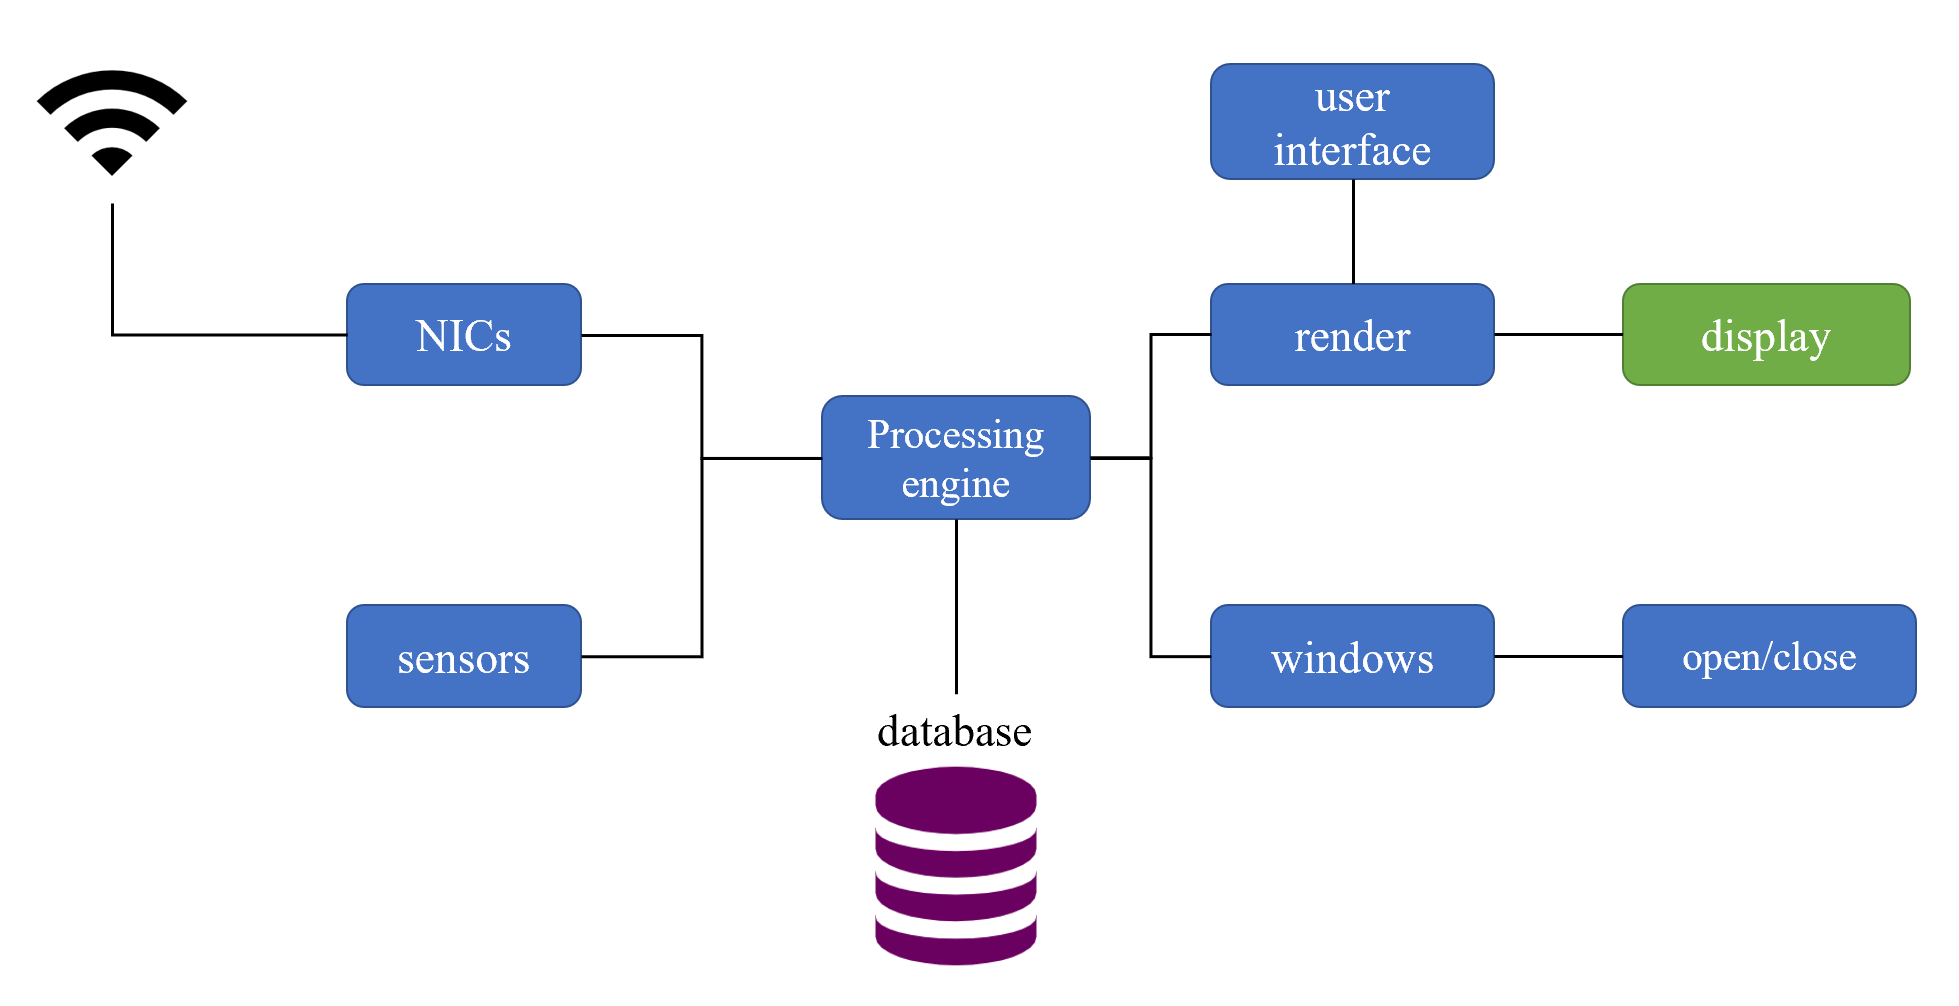 user
interface
NICs
render
display
Processing
engine
sensors
windows
open/close
database